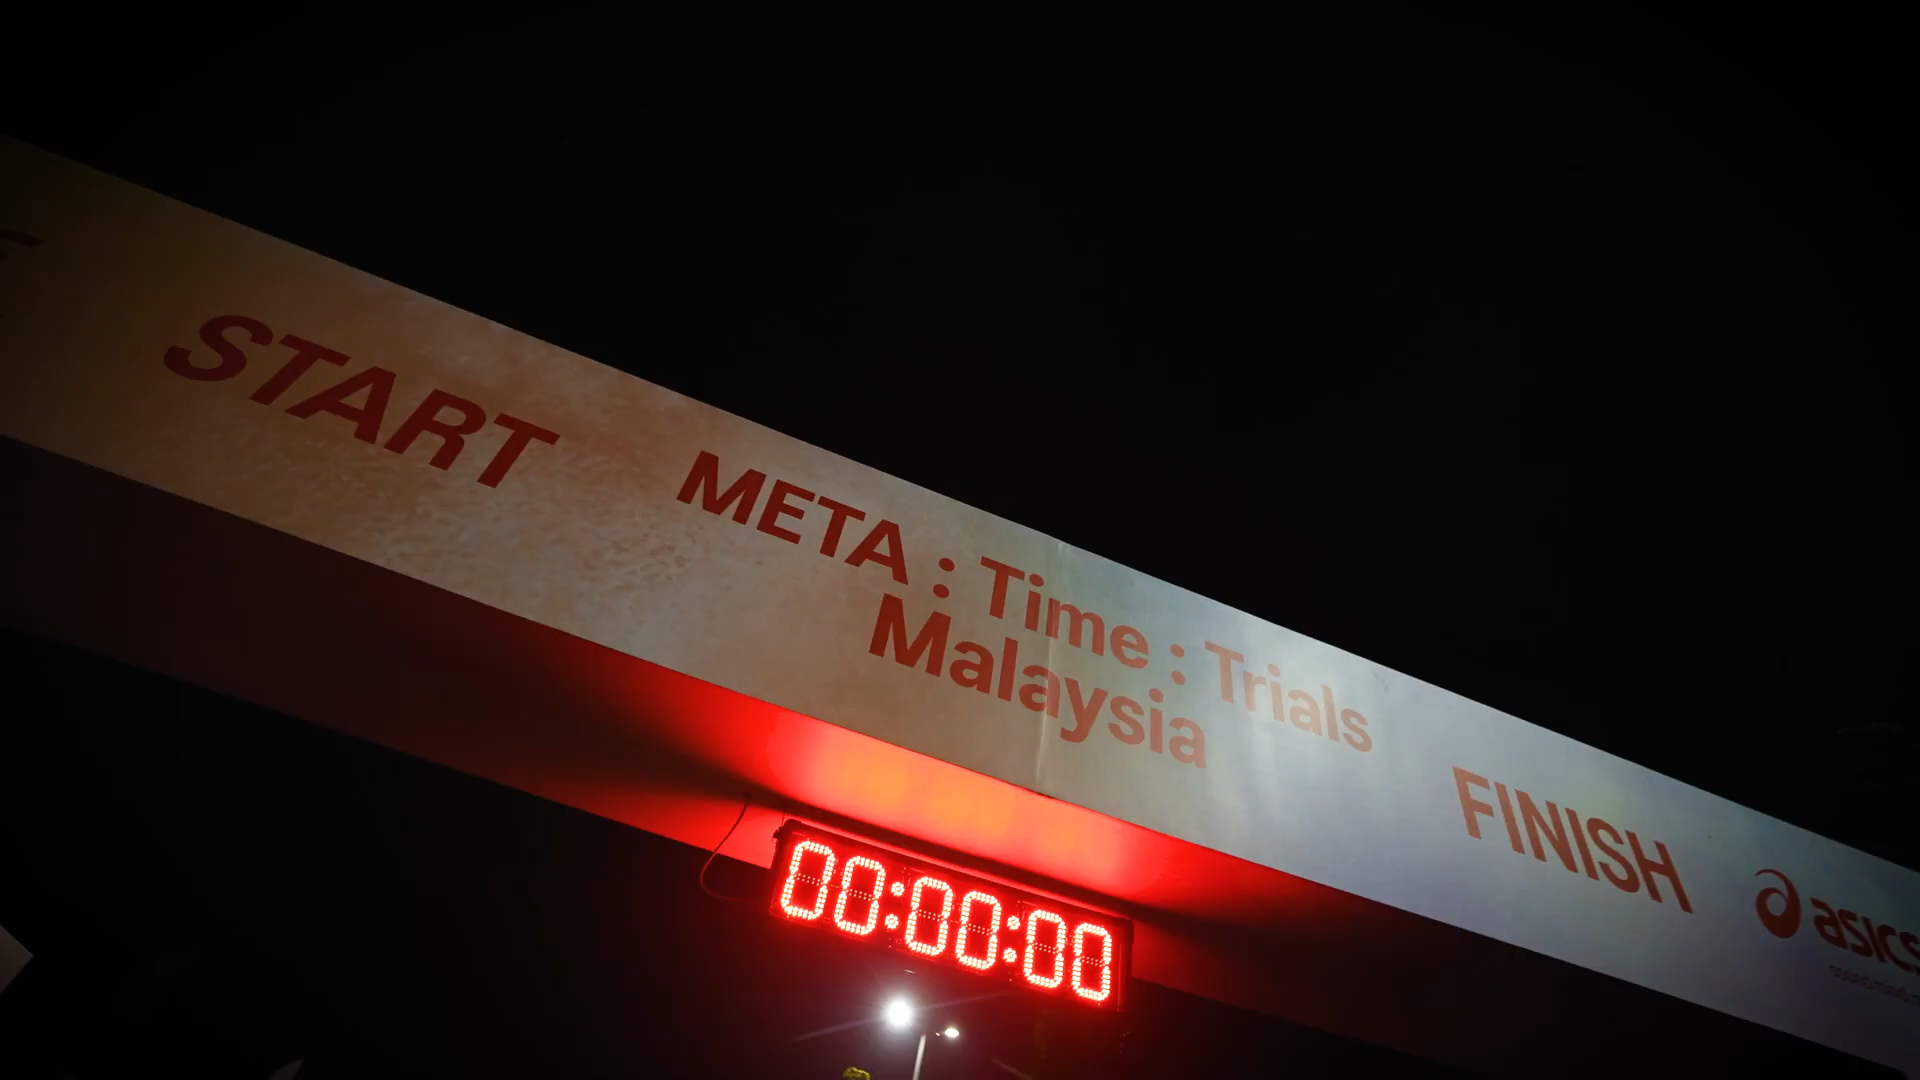 START
META : Time : Trials
Malaysia
FINISH
asics
00:00:00